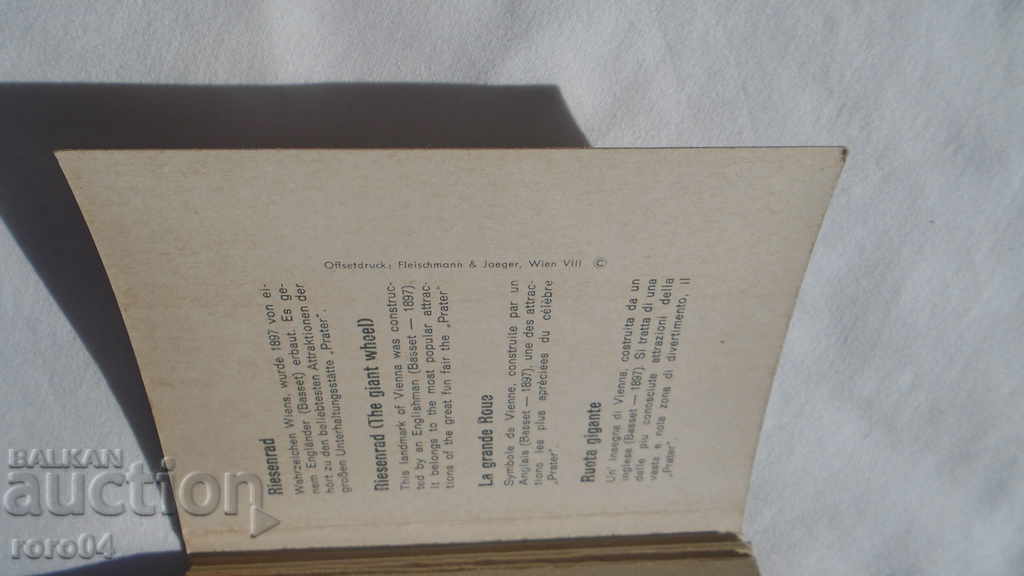 Riesenrad
Wahrzeichen Wiens, wurde 1897 von ei-
nem Engländer (Basset) erbaut. Es ge-
hört zu den beliebtesten Attraktionen der
großen Unterhaltungsstätte „Prater".
Riesenrad (The giant wheel)
This landmark of Vienna was construc-
ted by an Englishman (Basset — 1897).
It belongs to the most popular attrac-
tions of the great fun fair the „Prater".
La grande Roue
Symbole de Vienne, construite par un
Anglais (Basset — 1897), une des attrac-
tions les plus apréciées du célèbre
„Prater".
Ruota gigante
Un' insegna di Vienna, costruita da un
inglese (Basset — 1897). Si tratta di una
delle più conosciute atrazioni della
vasta e nota zona di divertimento, il
„Prater".
Offsetdruck: Fleischmann & Jaeger, Wien VIII ©
BALKAN
auction
roro04